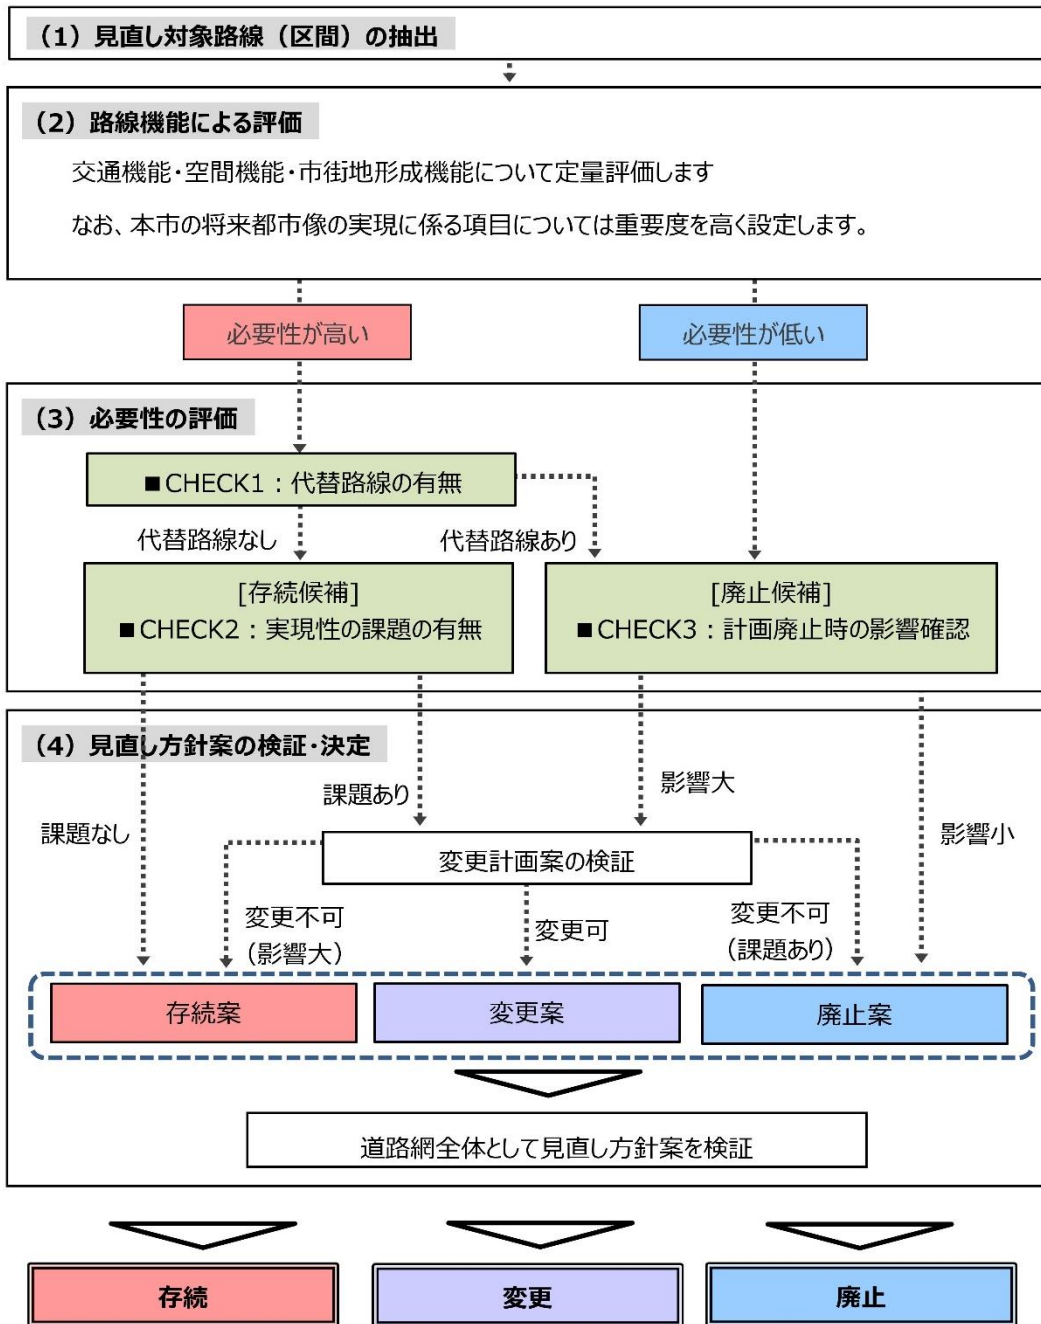 （1）見直し対象路線（区間）の抽出
（2）路線機能による評価
交通機能・空間機能・市街地形成機能について定量評価します
なお、本市の将来都市像の実現に係る項目については重要度を高く設定します。
必要性が高い
必要性が低い
（3）必要性の評価
■CHECK1：代替路線の有無
代替路線なし
代替路線あり
[存続候補]
■CHECK2：実現性の課題の有無
[廃止候補]
■CHECK3：計画廃止時の影響確認
（4）見直し方針案の検証・決定
課題なし
課題あり
影響大
影響小
変更計画案の検証
変更不可
（影響大）
変更可
変更不可
（課題あり）
存続案
変更案
廃止案
道路網全体として見直し方針案を検証
存続
変更
廃止